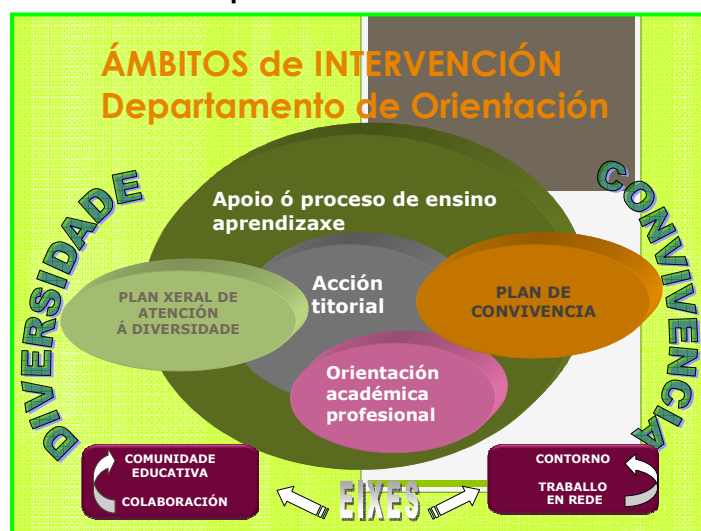 ÁMBITOS de INTERVENCIÓN
Departamento de Orientación
DIVERSIDADE
CONVIVENCIA
Apoio ó proceso de ensino
aprendizaxe
Acción
titorial
PLAN XERAL DE
ATENCIÓN
Á DIVERSIDADE
PLAN DE
CONVIVENCIA
Orientación
académica
profesional
COMUNIDADE
EDUCATIVA
COLABORACIÓN
EIXES
CONTORNO
TRABALLO
EN REDE